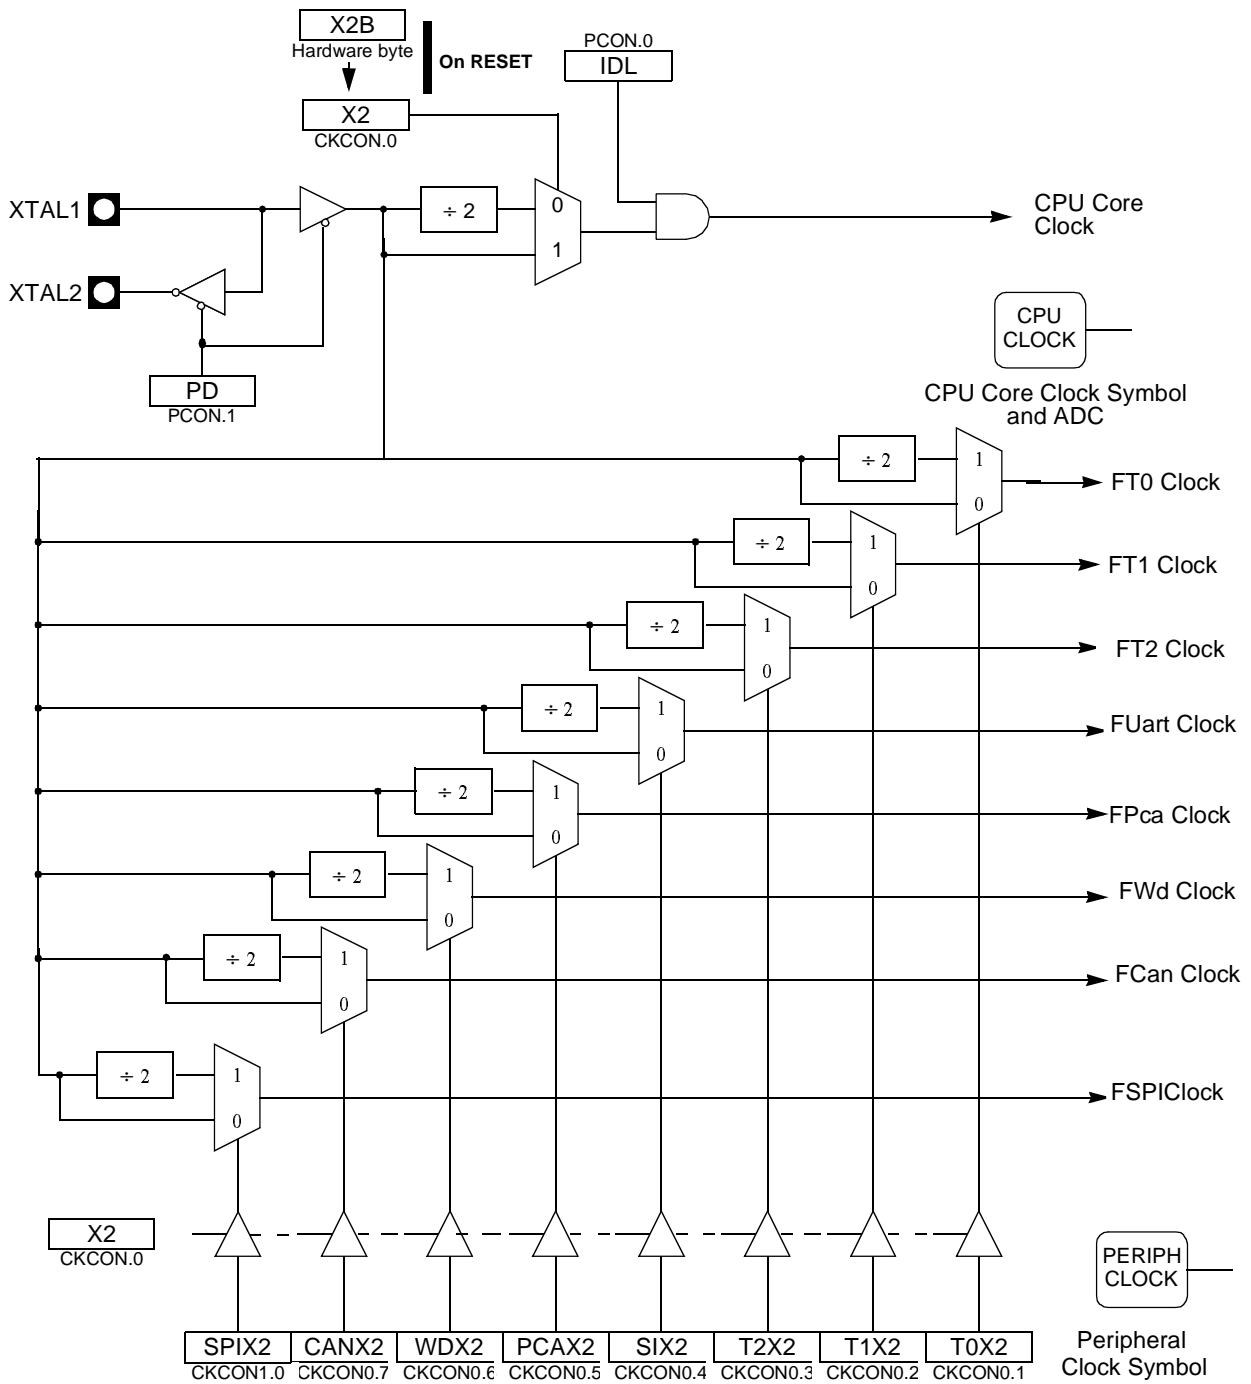 X2B
Hardware byte
On RESET
X2
CKCON.0
PCON.0
IDL
XTAL1
÷ 2
0
1
CPU Core
Clock
XTAL2
PD
PCON.1
CPU
CLOCK
CPU Core Clock Symbol
and ADC
÷ 2
1
0
FT0 Clock
÷ 2
1
0
FT1 Clock
÷ 2
1
0
FT2 Clock
÷ 2
1
0
FUart Clock
÷ 2
1
0
FPca Clock
÷ 2
1
0
FWd Clock
÷ 2
1
0
FCan Clock
÷ 2
1
0
FSPIClock
X2
CKCON.0
PERIPH
CLOCK
Peripheral
Clock Symbol
SPIX2
CKCON1.0
CANX2
CKCON0.7
WDX2
CKCON0.6
PCAX2
CKCON0.5
SIX2
CKCON0.4
T2X2
CKCON0.3
T1X2
CKCON0.2
T0X2
CKCON0.1